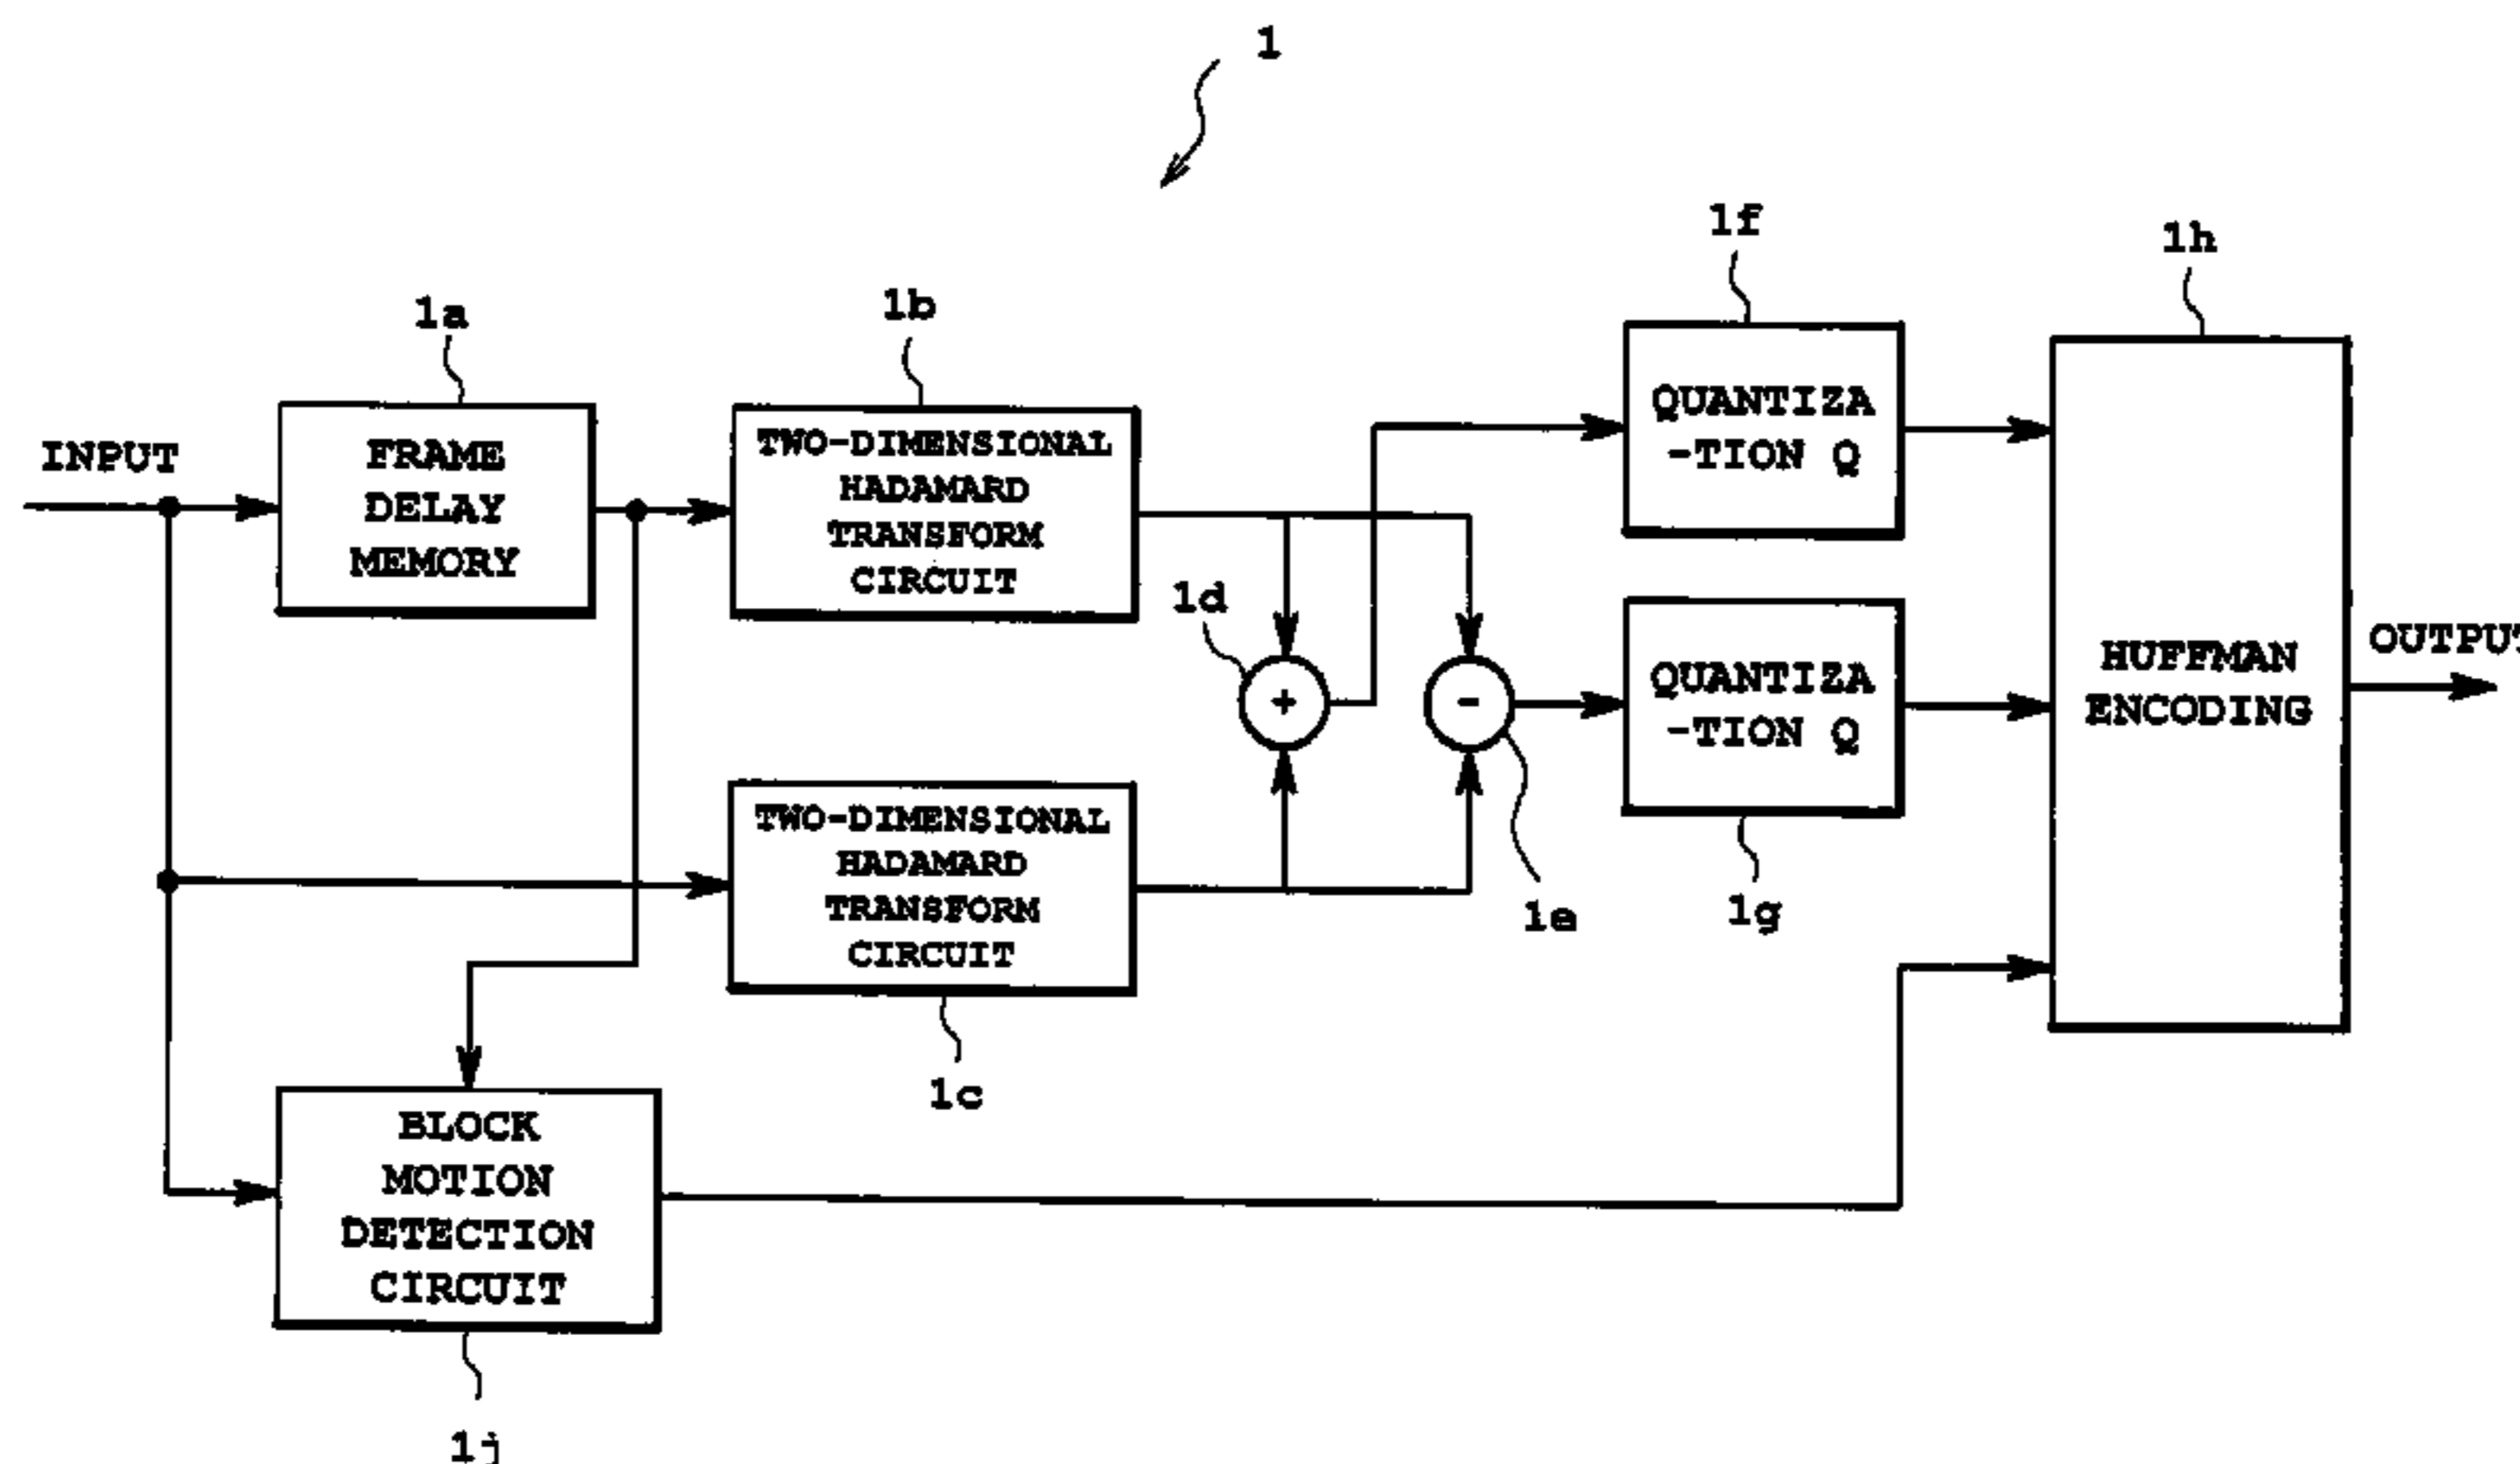 1
1f
1h
1a
1b
INPUT
FRAME
DELAY
MEMORY
TWO-DIMENSIONAL
HADAMARD
TRANSFORM
CIRCUIT
QUANTIZA
-TION Q
1d
+
-
QUANTIZA
-TION Q
HUFFMAN
ENCODING
OUTPUT
TWO-DIMENSIONAL
HADAMARD
TRANSFORM
CIRCUIT
1e
1g
1c
BLOCK
MOTION
DETECTION
CIRCUIT
1j